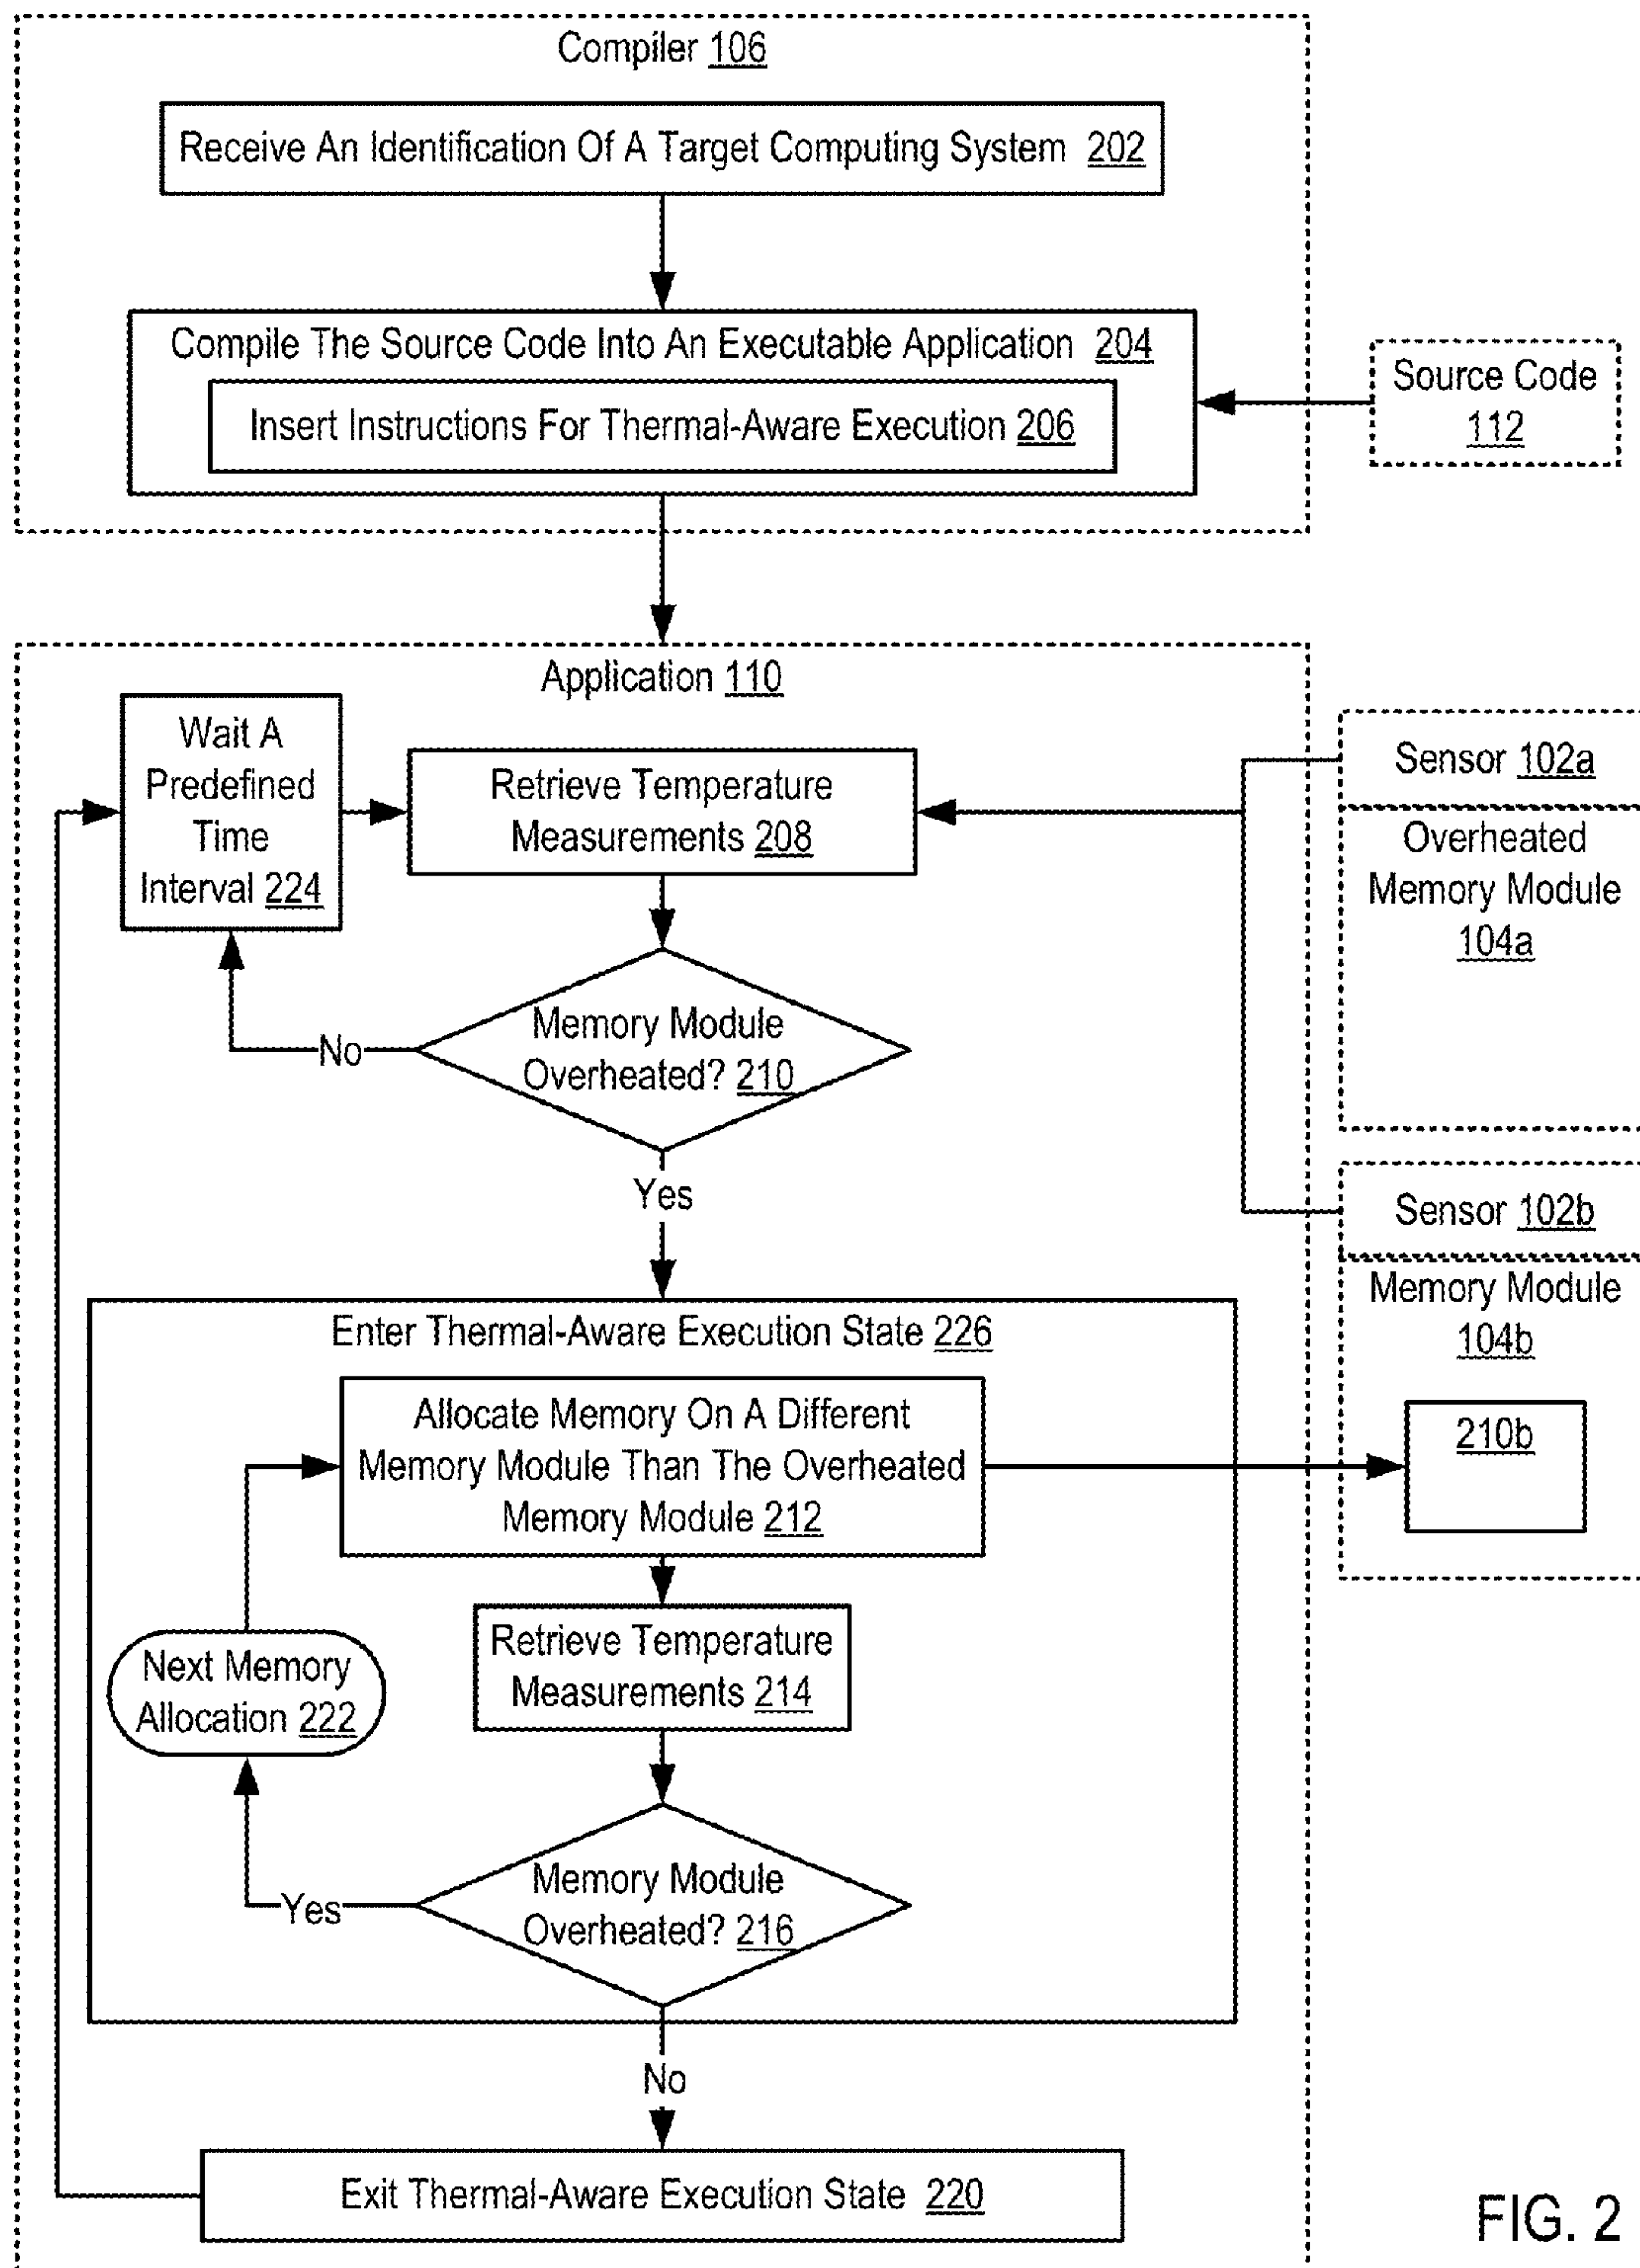 Compiler 106
Receive An Identification Of A Target Computing System 202
Compile The Source Code Into An Executable Application 204
Insert Instructions For Thermal-Aware Execution 206
Source Code
112
Application 110
Wait A
Predefined
Time
Interval 224
Retrieve Temperature
Measurements 208
Sensor 102a
Overheated
Memory Module
104a
Memory Module
Overheated? 210
No
Yes
Sensor 102b
Memory Module
104b
210b
Enter Thermal-Aware Execution State 226
Allocate Memory On A Different
Memory Module Than The Overheated
Memory Module 212
Retrieve Temperature
Measurements 214
Next Memory
Allocation 222
Memory Module
Overheated? 216
Yes
No
Exit Thermal-Aware Execution State 220
FIG. 2